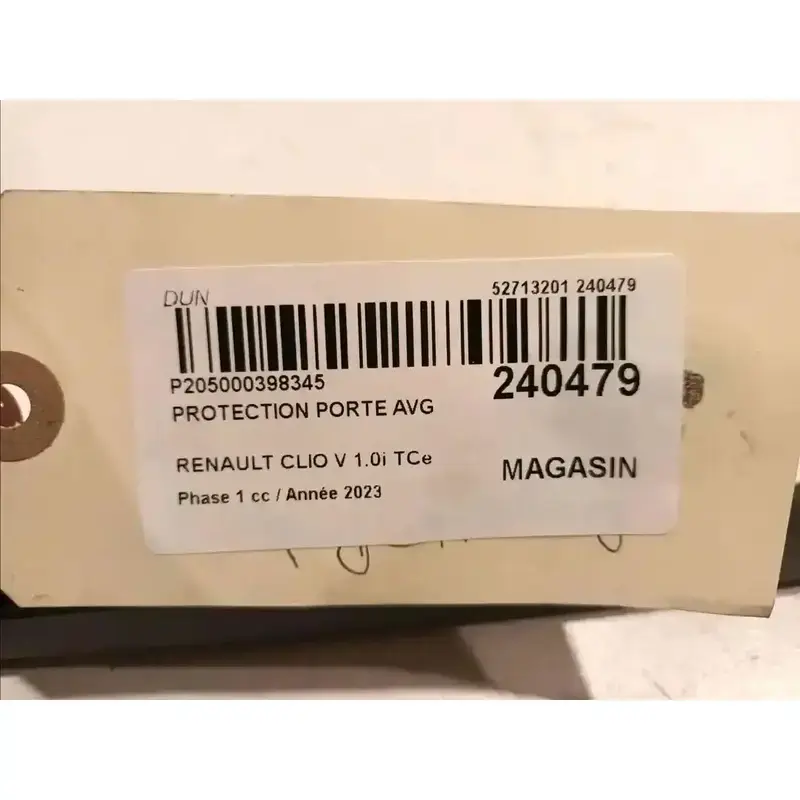 DUN
52713201 240479
P205000398345
240479
PROTECTION PORTE AVG
RENAULT CLIO V 1.0i TCe
MAGASIN
Phase 1 cc / Année 2023